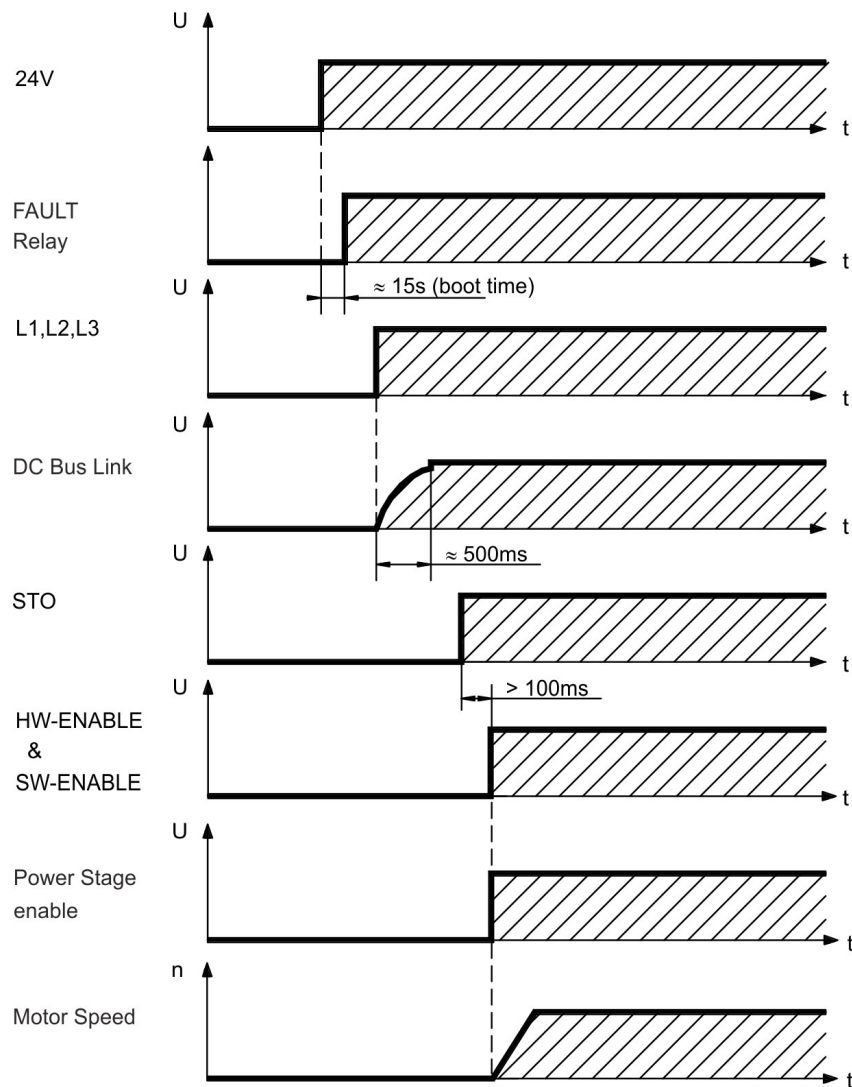 U
24V
t
FAULT
Relay
t
≈ 15s (boot time)
U
L1,L2,L3
t
U
DC Bus Link
t
≈ 500ms
U
STO
t
> 100ms
U
HW-ENABLE
&
SW-ENABLE
t
U
Power Stage
enable
t
n
Motor Speed
t